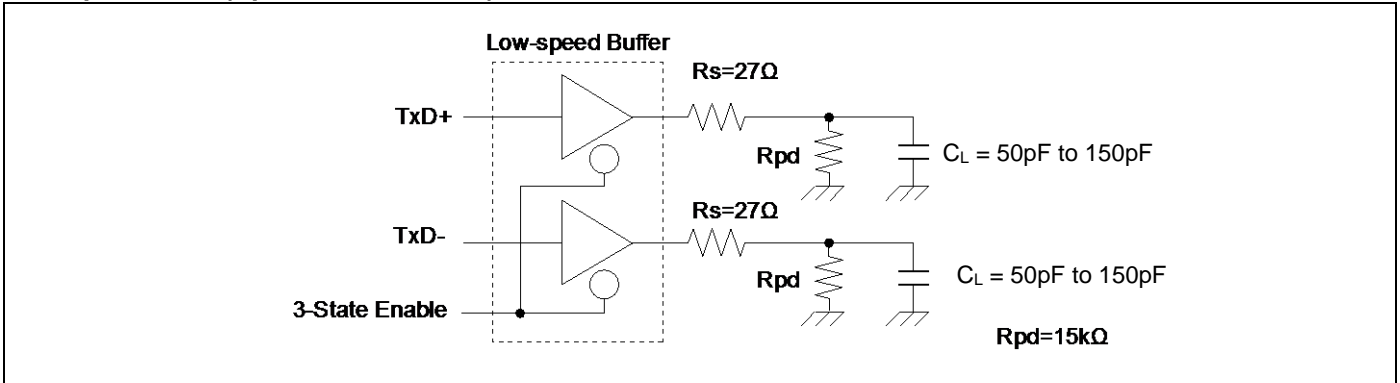 Low-speed Buffer
Rs=27Ω
TxD+
Rpd
CL = 50pF to 150pF
Rs=27Ω
TxD-
Rpd
CL = 50pF to 150pF
3-State Enable
Rpd=15kΩ